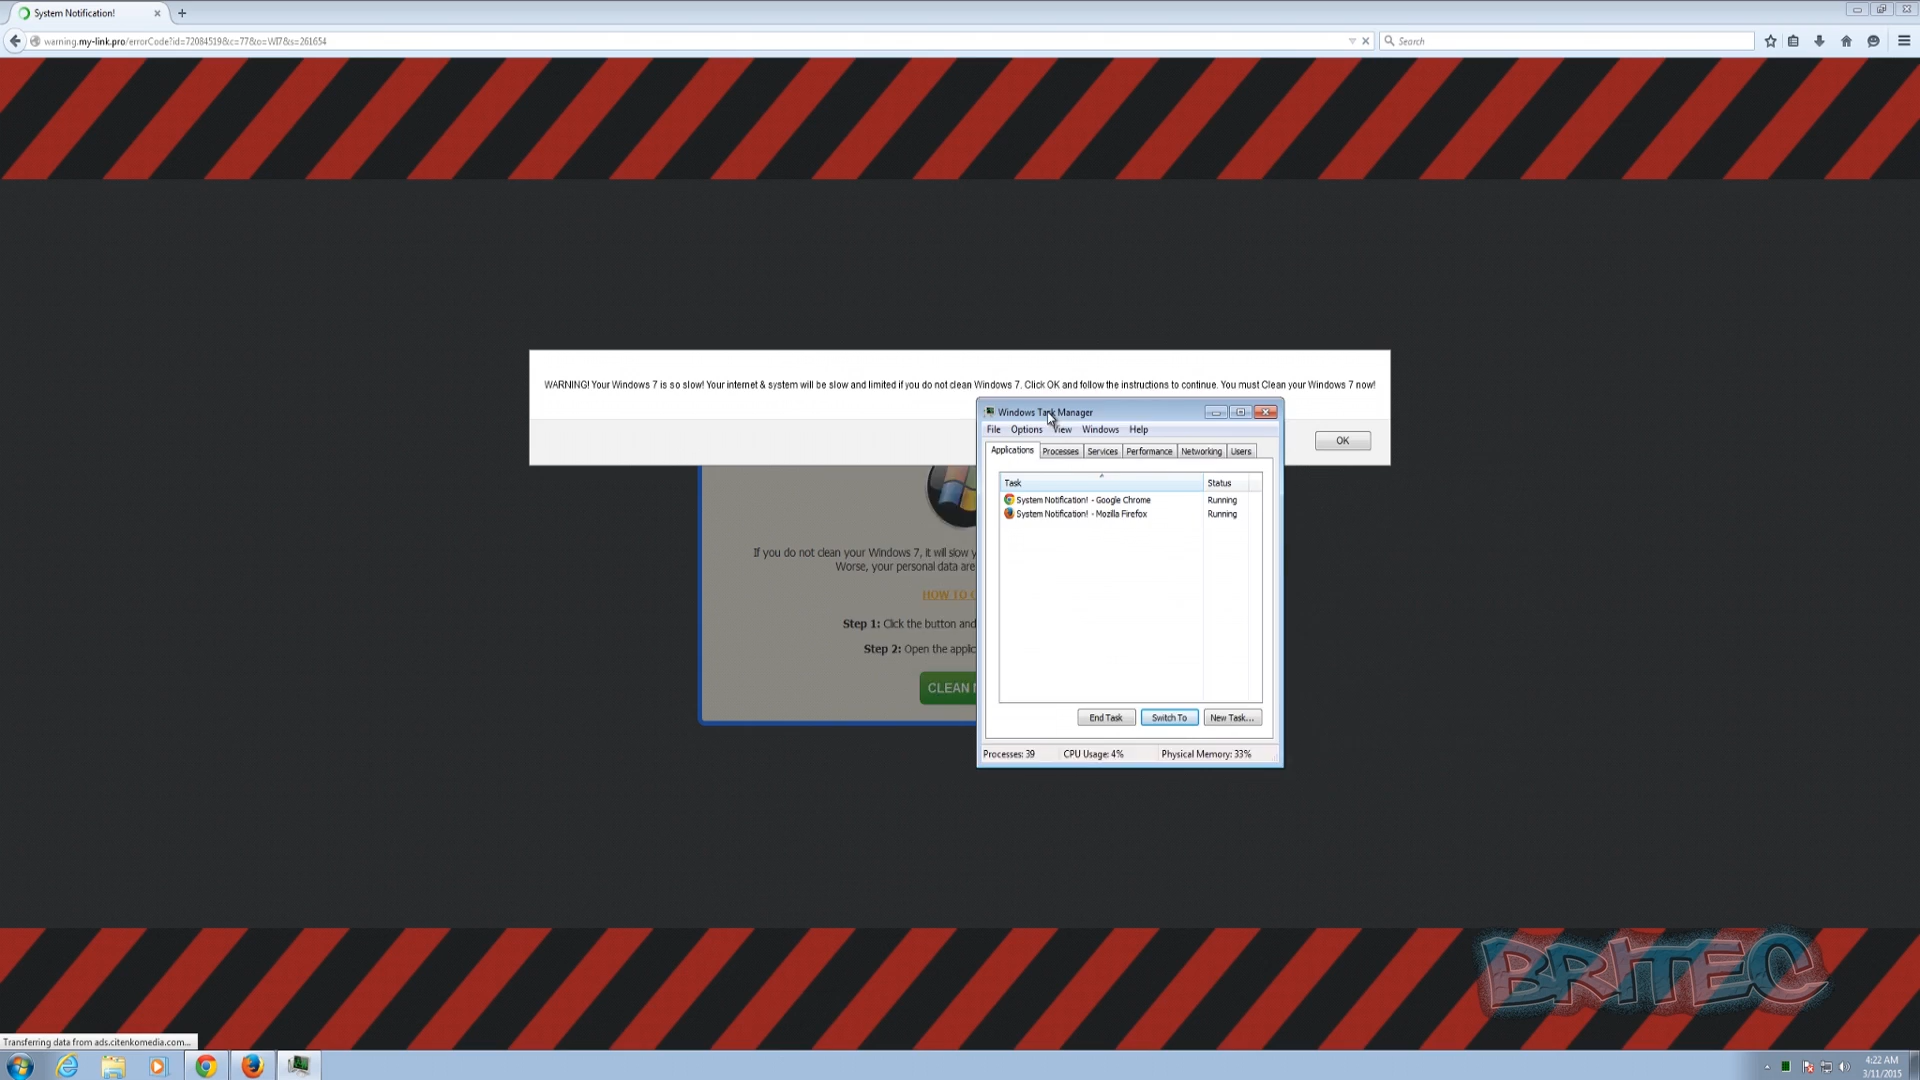 System Notification!
warning.my-link.pro/errorCode?id=72084519&c=77&o=WI7&s=261654
Search
WARNING! Your Windows 7 is so slow! Your internet & system will be slow and limited if you do not clean Windows 7. Click OK and follow the instructions to continue. You must Clean your Windows 7 now!
OK
Windows Task Manager
File Options View Windows Help
Applications Processes Services Performance Networking Users
Task Status
System Notification! - Google Chrome Running
System Notification! - Mozilla Firefox Running
End Task Switch To New Task...
Processes: 39 CPU Usage: 4% Physical Memory: 33%
If you do not clean your Windows 7, it will slow
Worse, your personal data are
HOW TO
Step 1: Click the button and
Step 2: Open the
CLEAN
BRITEC
Transferring data from ads.citenkomedia.com...
4:22 AM
3/11/2015